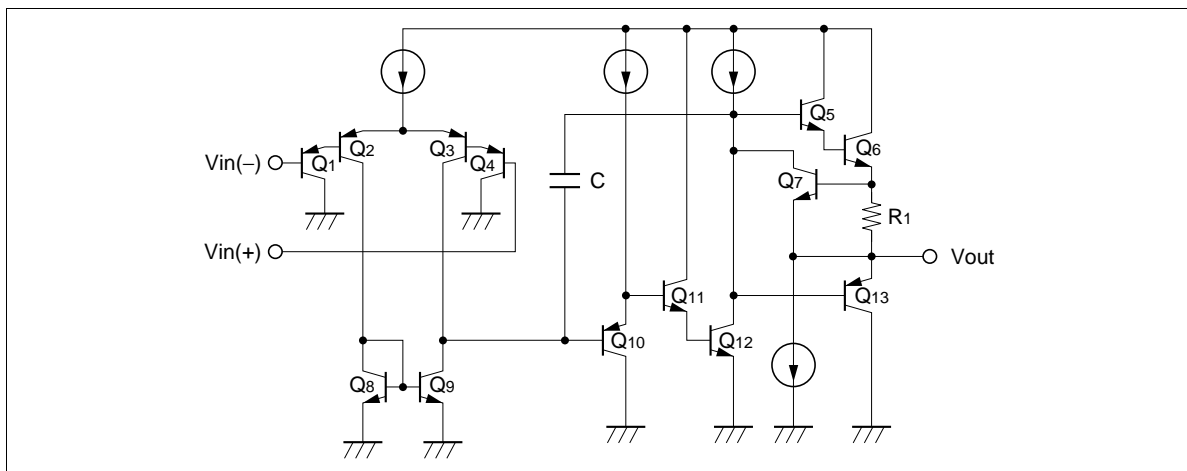 Q5
Q6
Vin(−)
Q1
Q2
Q3
Q4
C
Q7
R1
Vin(+)
Vout
Q11
Q13
Q10
Q12
Q8
Q9